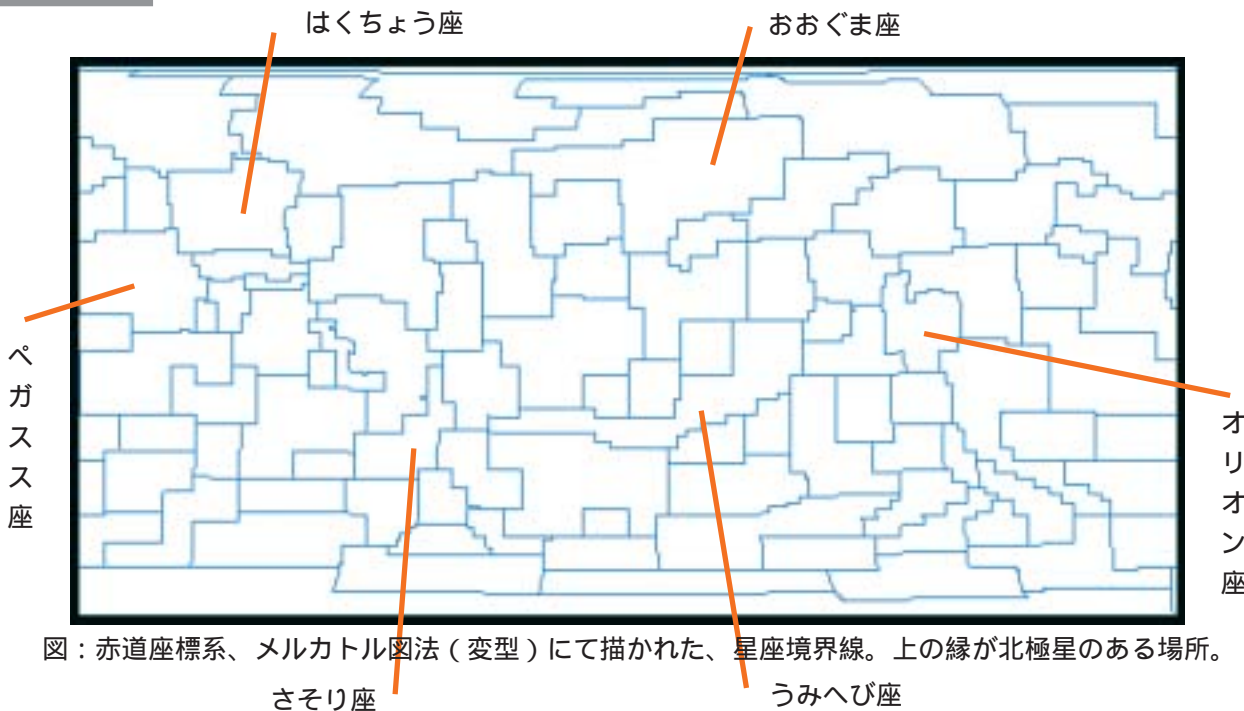 はくちょう座
おおぐま座
ペガスス座
オリオン座
図：赤道座標系、メルカトル図法（変型）にて描かれた、星座境界線。上の縁が北極星のある場所。
さそり座
うみへび座